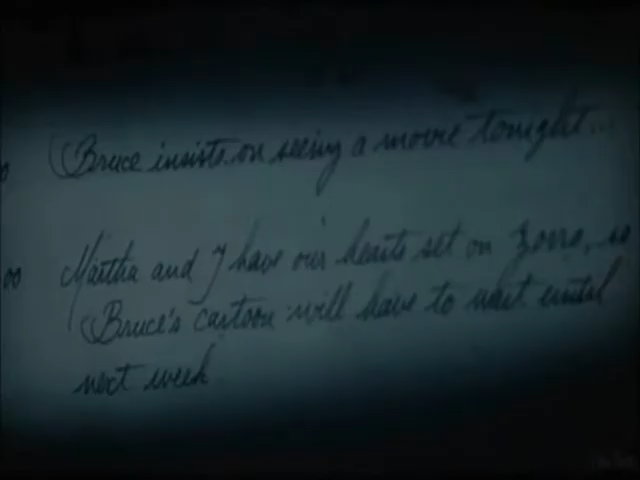 Bruce insists on seeing a movie tonight...
00 Martha and I have our hearts set on Zorro, so
Bruce's cartoon will have to wait until
next week